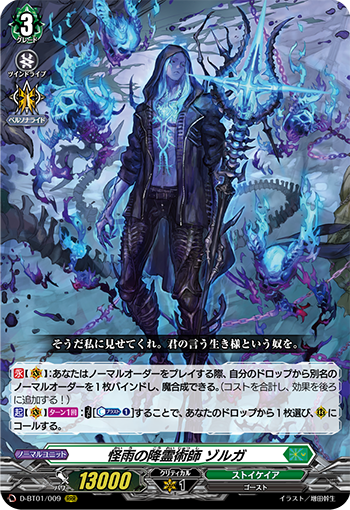 3
グレード
ツインドライブ
ペルソナライド
そうだ私に見せてくれ。君の言う生き様という奴を。
永【V】:あなたはノーマルオーダーをプレイする際、自分のドロップから別名の
ノーマルオーダーを1枚バインドし、魔合成できる。(コストを合計し、効果を後ろ
に追加する!)
起【V】ターン1回:[ブラスト 1]することで、あなたのドロップから1枚選び、(R)に
コールする。
ノーマルユニット
怪雨の降霊術師 ゾルガ
パワー
13000
クリティカル
1
ストイケイア
ゴースト
D-BT01/009 RRR
イラスト/増田幹生